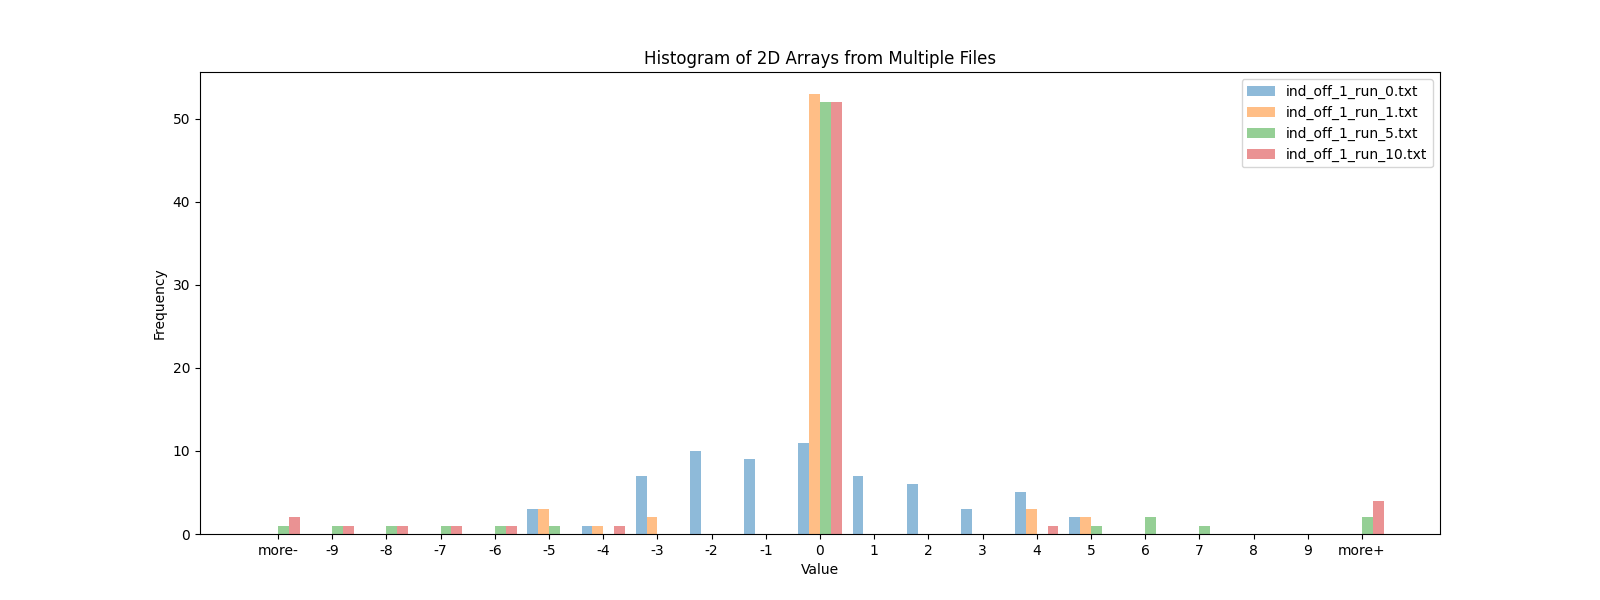 Histogram of 2D Arrays from Multiple Files
ind_off_1_run_0.txt
ind_off_1_run_1.txt
ind_off_1_run_5.txt
ind_off_1_run_10.txt
Frequency
50
40
30
20
10
0
more- -9 -8 -7 -6 -5 -4 -3 -2 -1 0 1 2 3 4 5 6 7 8 9 more+
Value